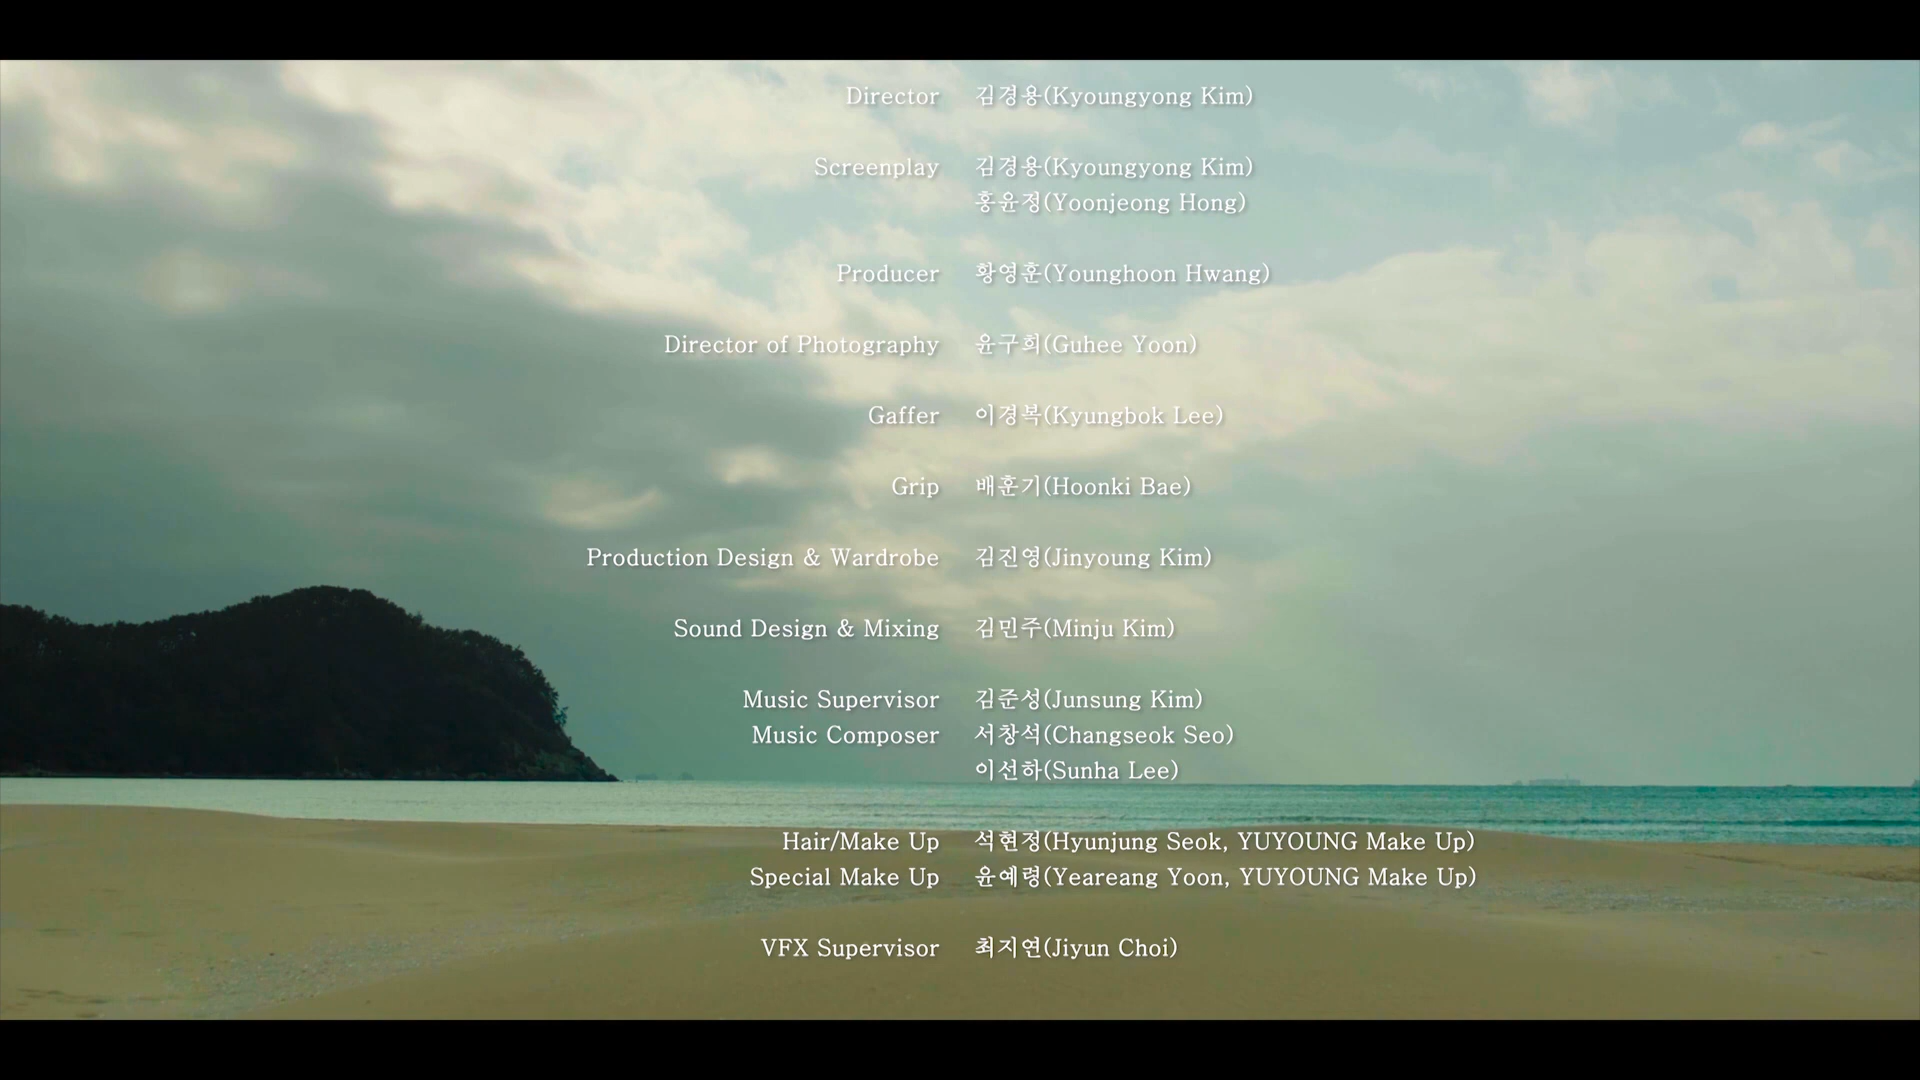 Director 김경용(Kyoungyong Kim)
Screenplay 김경용(Kyoungyong Kim)
홍윤정(Yoonjeong Hong)
Producer 황영훈(Younghoon Hwang)
Director of Photography 윤구희(Guhee Yoon)
Gaffer 이경복(Kyungbok Lee)
Grip 배훈기(Hoonki Bae)
Production Design & Wardrobe 김진영(Jinyoung Kim)
Sound Design & Mixing 김민주(Minju Kim)
Music Supervisor 김준성(Junsung Kim)
Music Composer 서창석(Changseok Seo)
이선하(Sunha Lee)
Hair/Make Up 석현정(Hyunjung Seok, YUYOUNG Make Up)
Special Make Up 윤예령(Yeareang Yoon, YUYOUNG Make Up)
VFX Supervisor 최지연(Jiyun Choi)